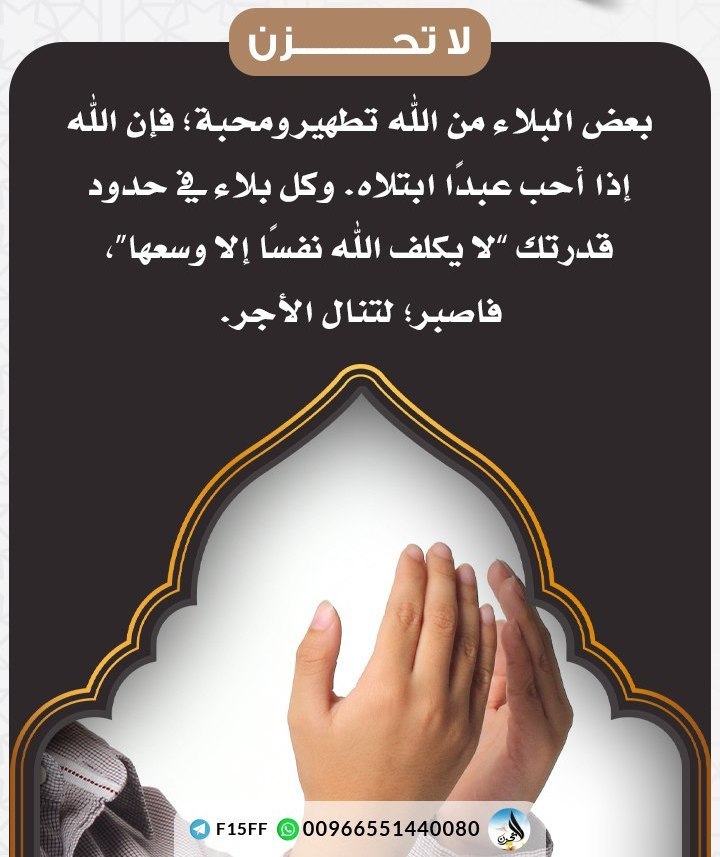 لا تحـــــزن
بعض البلاء من الله تطهير ومحبة؛ فإن الله
إذا أحب عبدًا ابتلاه. وكل بلاء في حدود
قدرتك “لا يكلف الله نفسًا إلا وسعها”،
فاصبر؛ لتنال الأجر.
F15FF 00966551440080